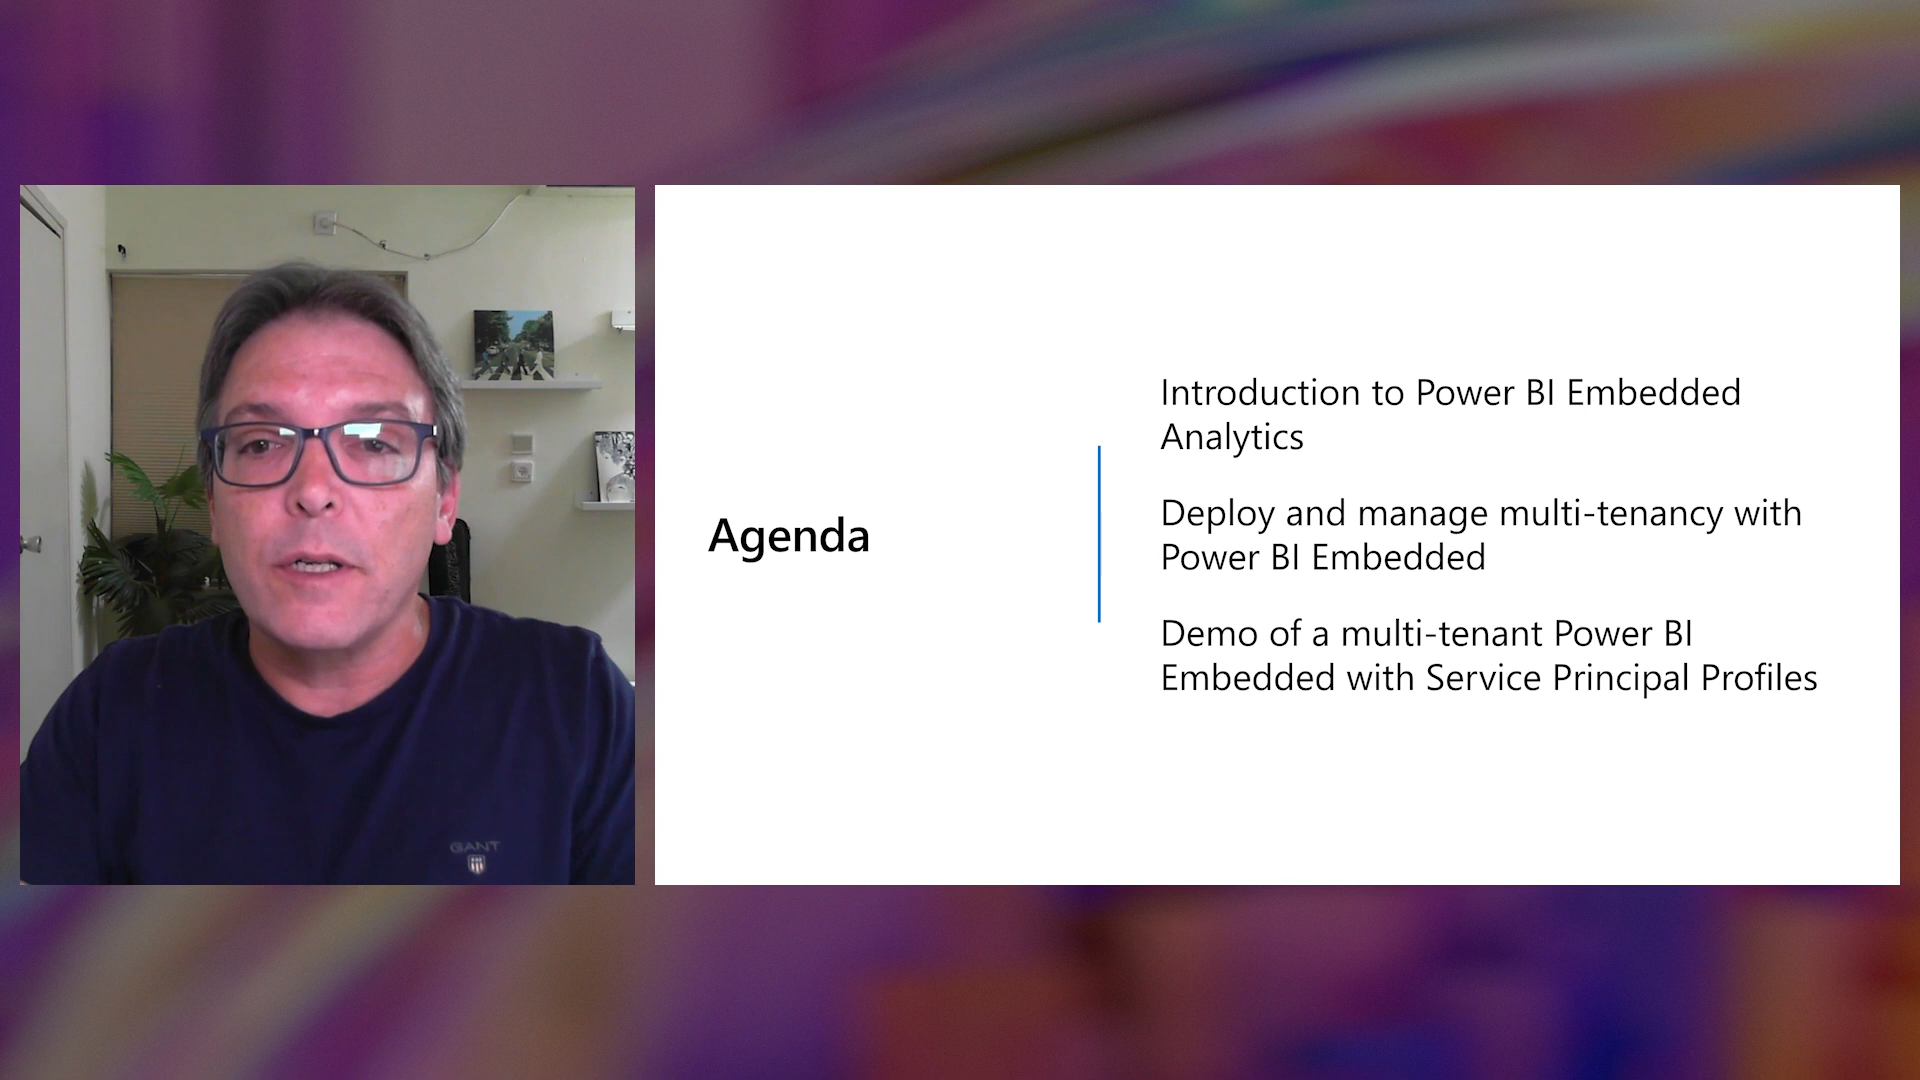 Agenda
Introduction to Power BI Embedded
Analytics
Deploy and manage multi-tenancy with
Power BI Embedded
Demo of a multi-tenant Power BI
Embedded with Service Principal Profiles
GANT